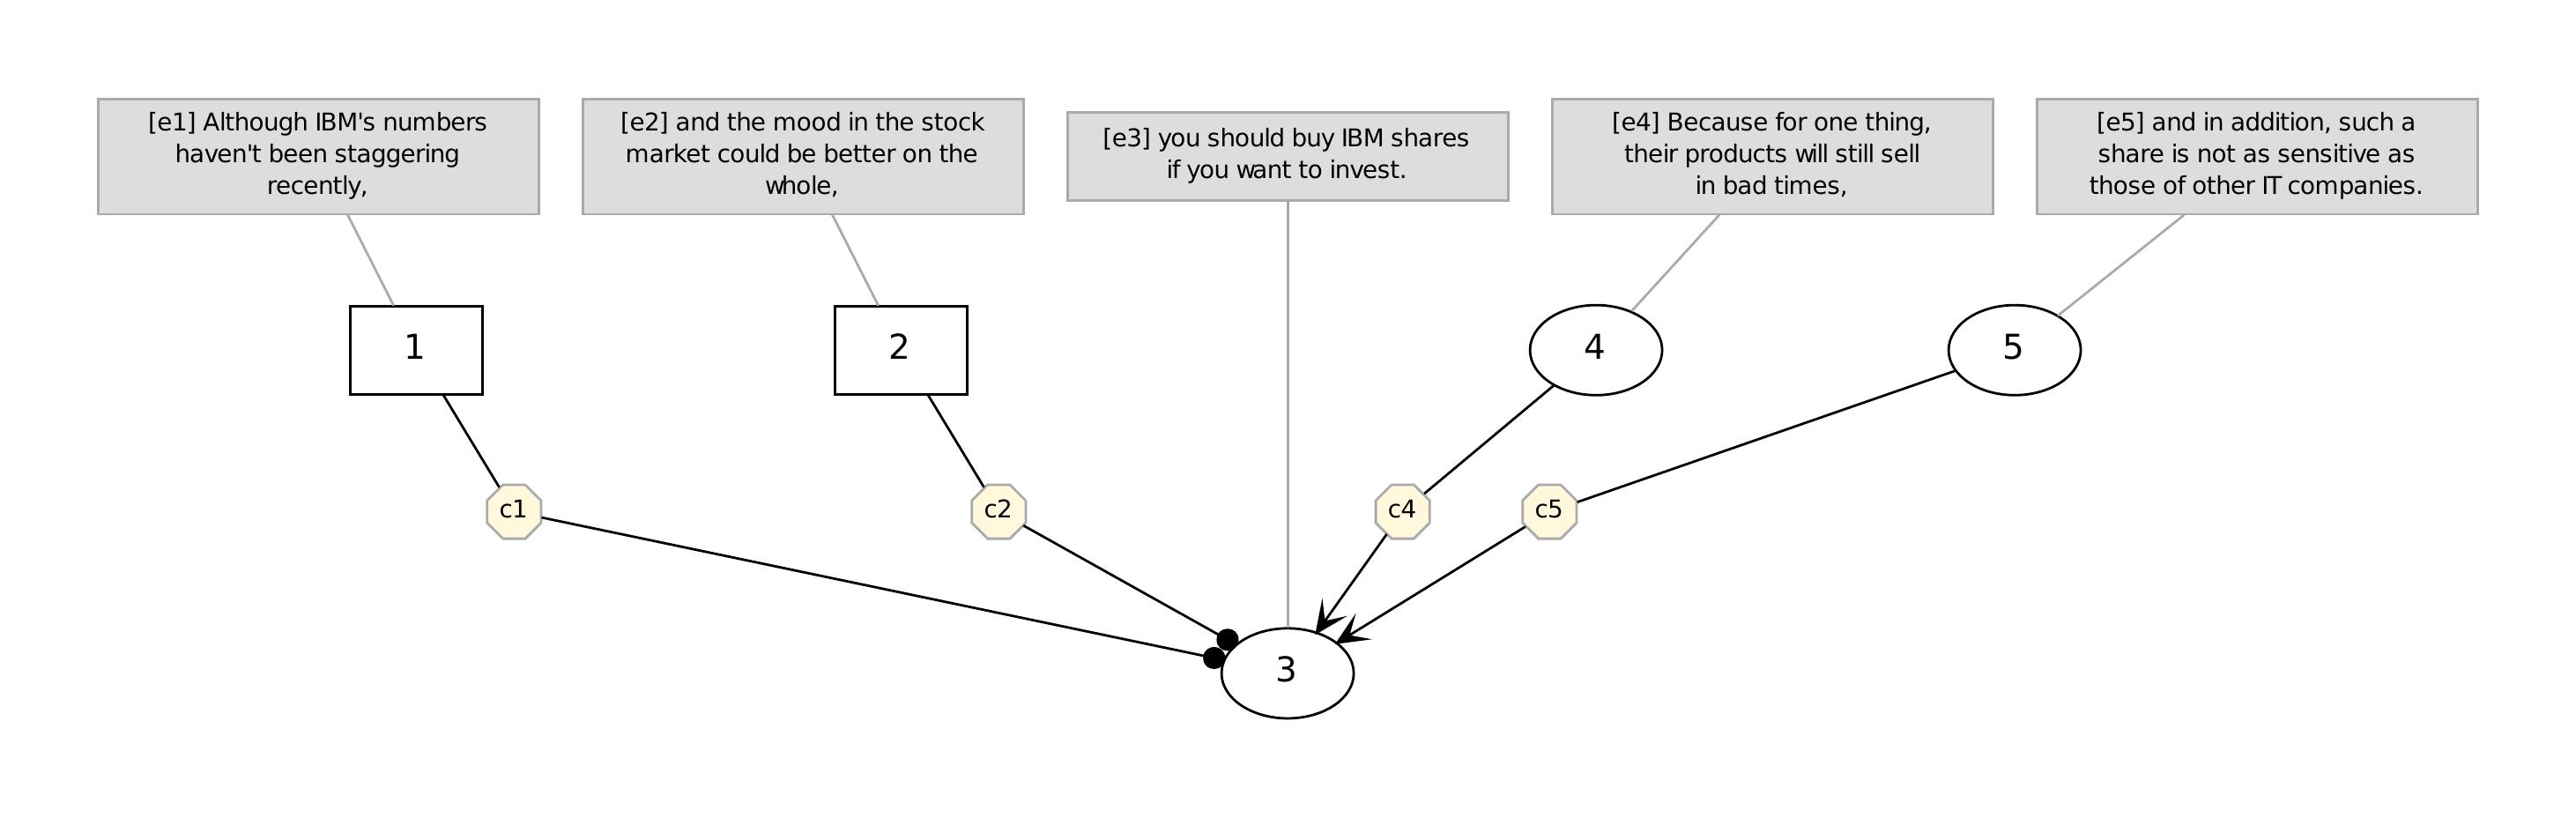 [e1] Although IBM's numbers
haven't been staggering
recently,
[e2] and the mood in the stock
market could be better on the
whole,
[e3] you should buy IBM shares
if you want to invest.
[e4] Because for one thing,
their products will still sell
in bad times,
[e5] and in addition, such a
share is not as sensitive as
those of other IT companies.
1
2
4
5
c1
c2
c4
c5
3